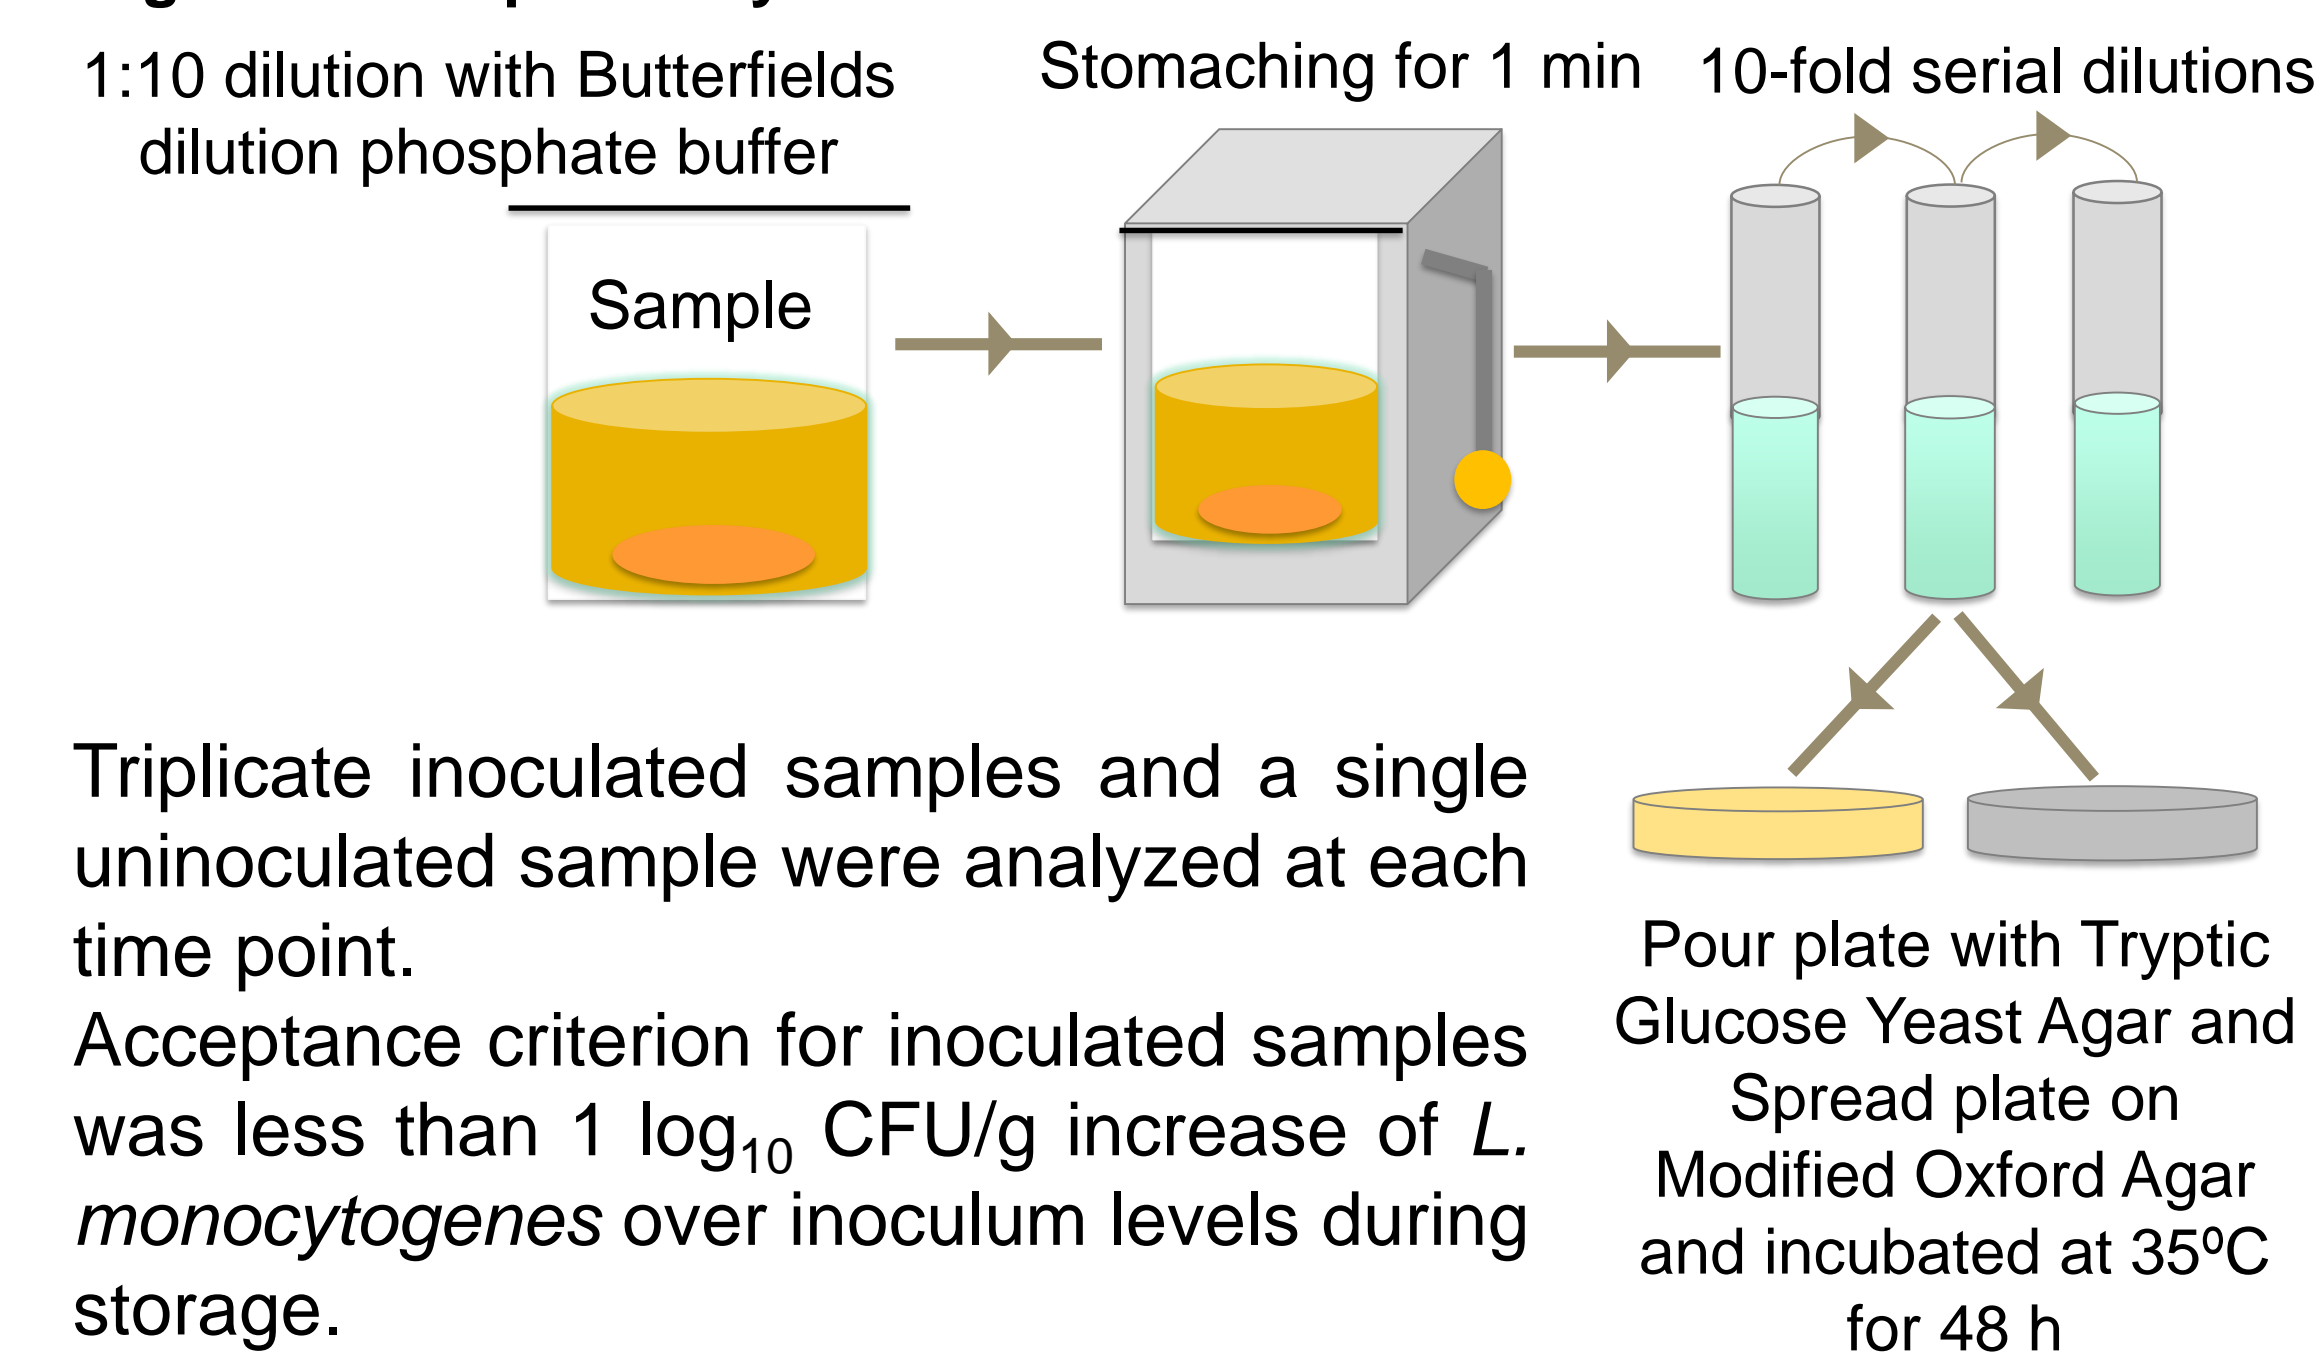 1:10 dilution with Butterfields
dilution phosphate buffer
Stomaching for 1 min
10-fold serial dilutions
Sample
Triplicate inoculated samples and a single
uninoculated sample were analyzed at each
time point.
Acceptance criterion for inoculated samples
was less than 1 log₁₀ CFU/g increase of L.
monocytogenes over inoculum levels during
storage.
Pour plate with Tryptic
Glucose Yeast Agar and
Spread plate on
Modified Oxford Agar
and incubated at 35ºC
for 48 h